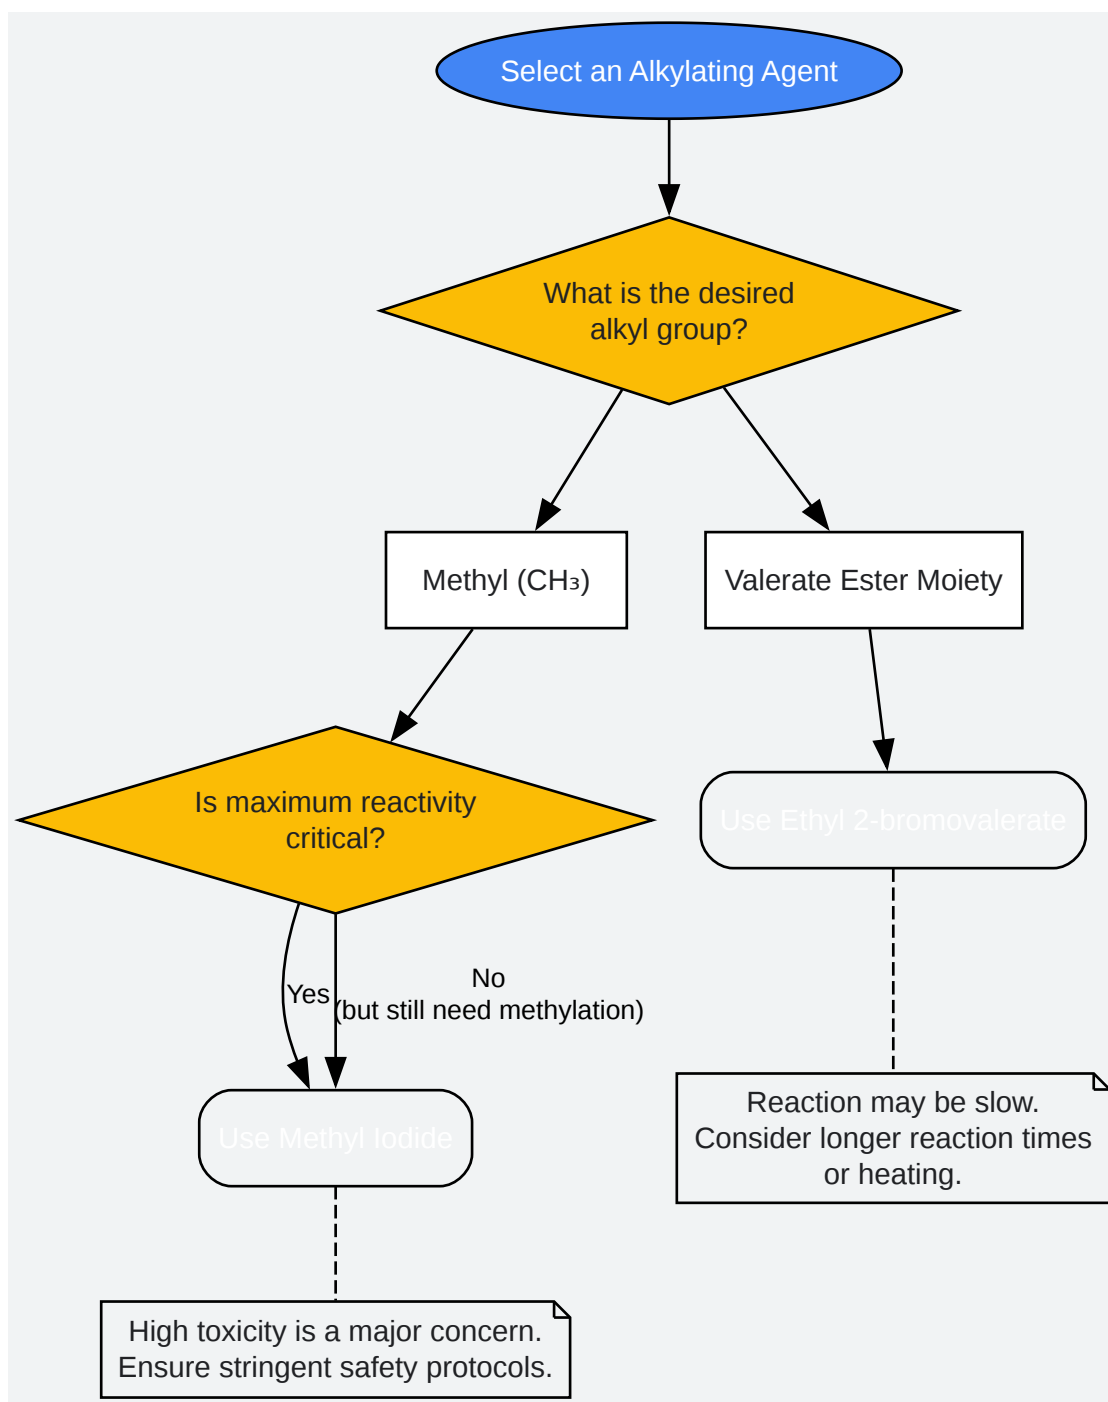 Select an Alkylating Agent
What is the desired
alkyl group?
Methyl (CH₃)
Valerate Ester Moiety
Is maximum reactivity
critical?
Use Ethyl 2-bromovalerate
Yes
No
(but still need methylation)
Use Methyl Iodide
Reaction may be slow.
Consider longer reaction times
or heating.
High toxicity is a major concern.
Ensure stringent safety protocols.